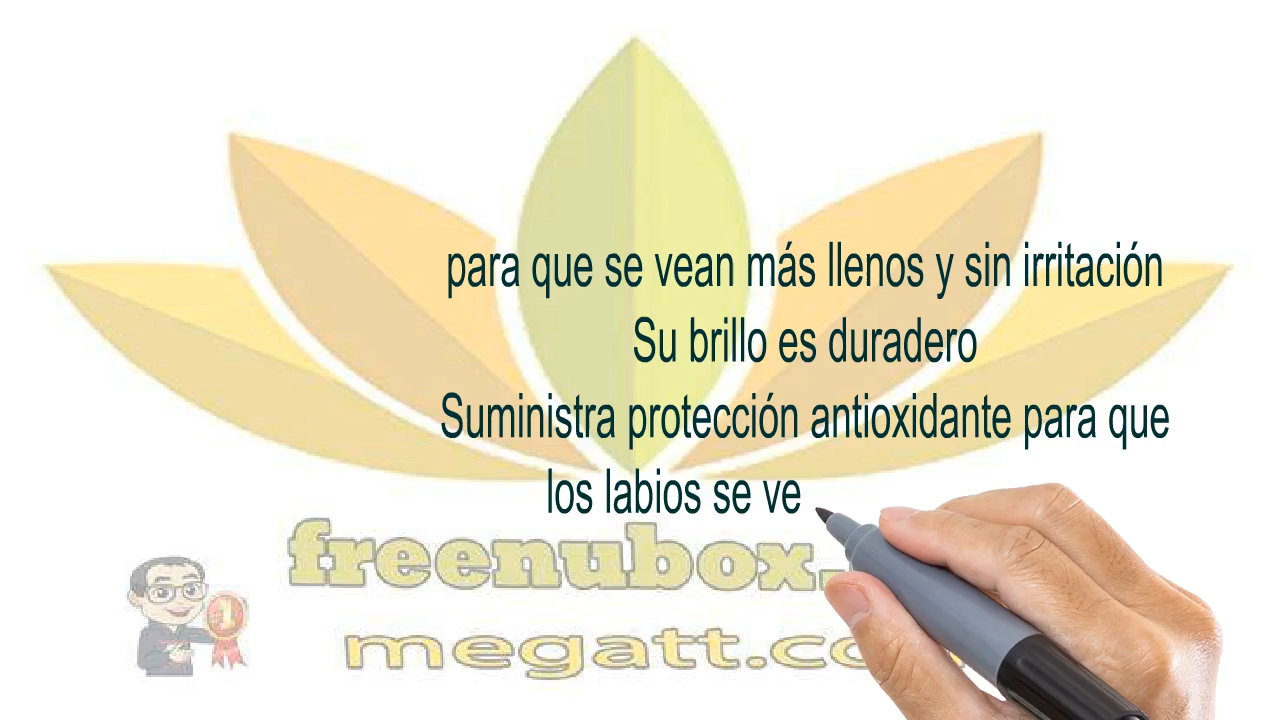 para que se vean más llenos y sin irritación
Su brillo es duradero
Suministra protección antioxidante para que
los labios se ve
freenubox.
megatt.co
1